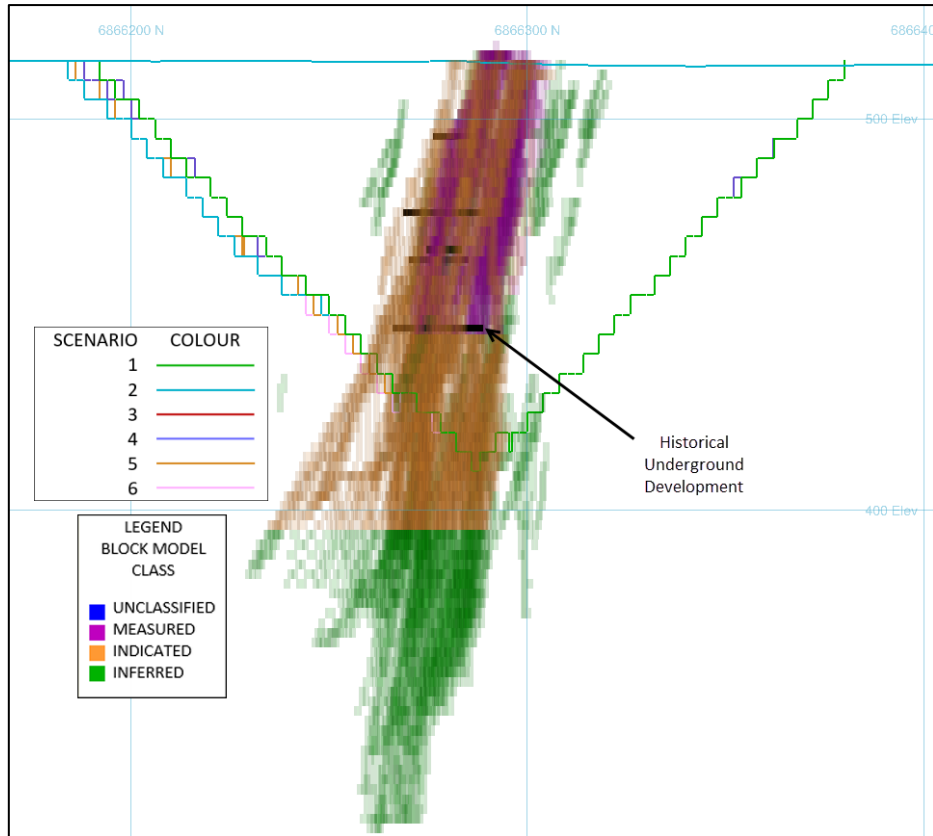 6866200 N
6866300 N
686640
500 Elev
SCENARIO COLOUR
1
2
3
4
5
6
Historical
Underground
Development
400 Elev
LEGEND
BLOCK MODEL
CLASS
UNCLASSIFIED
MEASURED
INDICATED
INFERRED